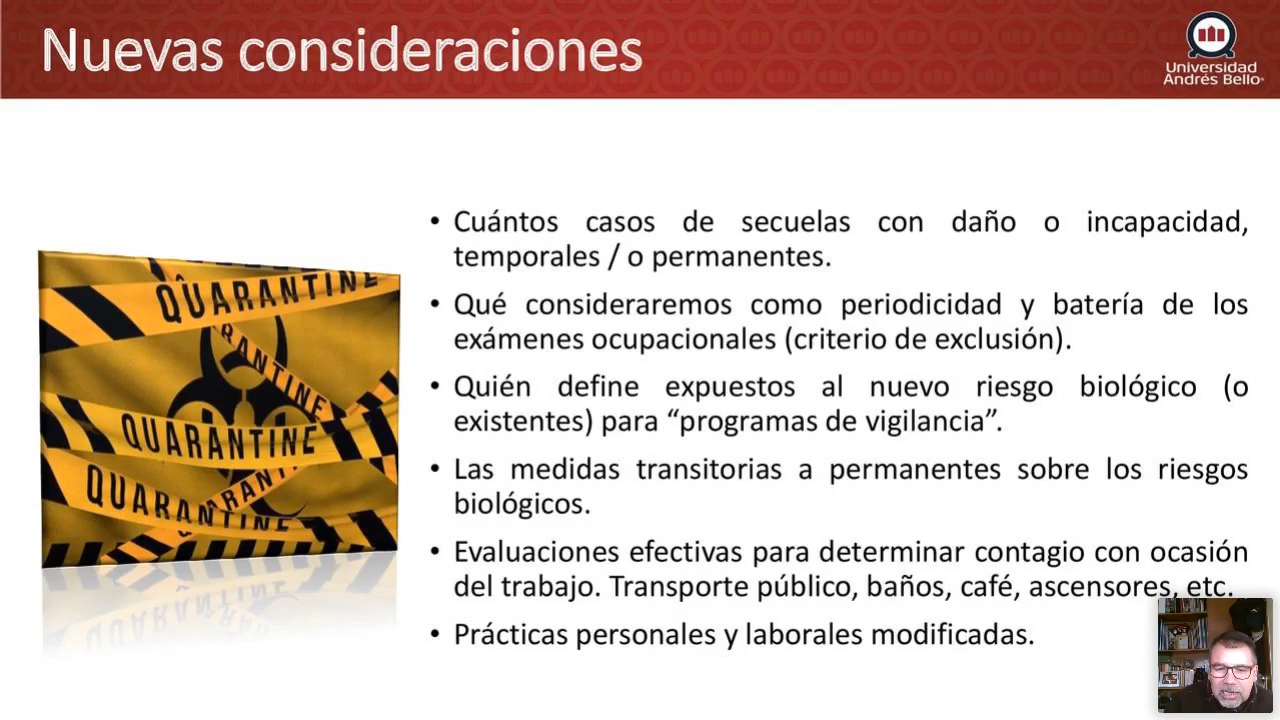 Nuevas consideraciones
Universidad
Andrés Bello
• Cuántos casos de secuelas con daño o incapacidad,
temporales / o permanentes.
• Qué consideraremos como periodicidad y batería de los
exámenes ocupacionales (criterio de exclusión).
• Quién define expuestos al nuevo riesgo biológico (o
existentes) para “programas de vigilancia”.
• Las medidas transitorias a permanentes sobre los riesgos
biológicos.
• Evaluaciones efectivas para determinar contagio con ocasión
del trabajo. Transporte público, baños, café, ascensores, etc.
• Prácticas personales y laborales modificadas.
QUARANTINE
RANTINE
QUARANTINE
QUARANTINE
RANTI